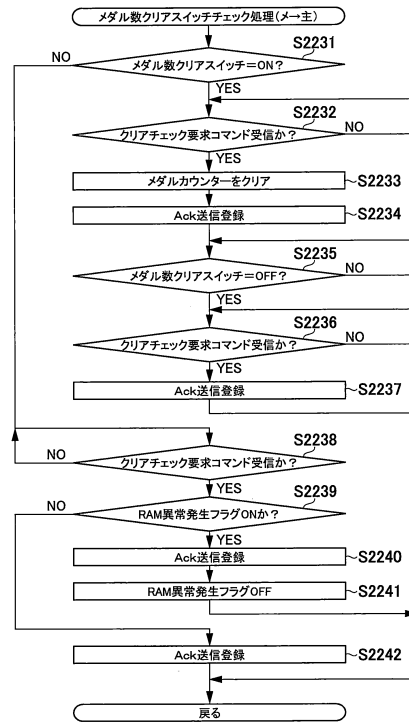 メダル数クリアスイッチチェック処理(メ→主)
S2231
NO
メダル数クリアスイッチ=ON?
YES
S2232
クリアチェック要求コマンド受信か?
NO
YES
メダルカウンターをクリア
S2233
Ack送信登録
S2234
S2235
メダル数クリアスイッチ=OFF?
NO
YES
S2236
クリアチェック要求コマンド受信か?
NO
YES
Ack送信登録
S2237
S2238
クリアチェック要求コマンド受信か?
NO
YES
S2239
NO
RAM異常発生フラグONか?
YES
Ack送信登録
S2240
RAM異常発生フラグOFF
S2241
Ack送信登録
S2242
戻る